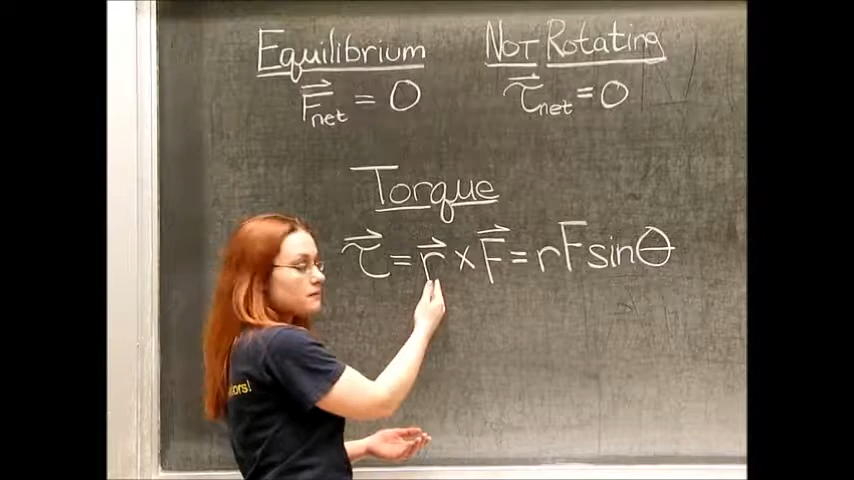 Equilibrium
F⃗net = 0
Not Rotating
τ⃗net = 0
Torque
τ⃗ = r⃗ × F⃗ = rFsinθ